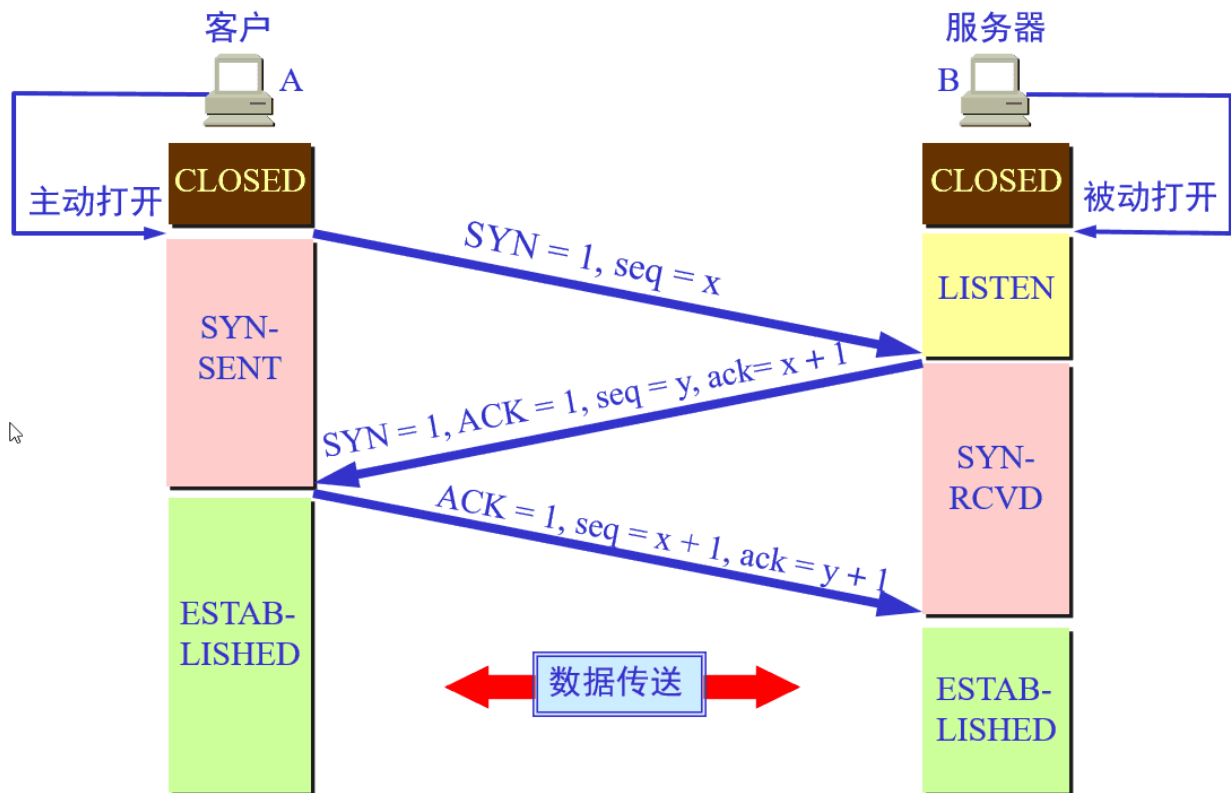 客户
服务器
A
B
CLOSED
CLOSED
主动打开
被动打开
SYN = 1, seq = x
LISTEN
SYN-
SENT
SYN = 1, ACK = 1, seq = y, ack= x + 1
SYN-
RCVD
ACK = 1, seq = x + 1, ack = y + 1
ESTAB-
LISHED
数据传送
ESTAB-
LISHED